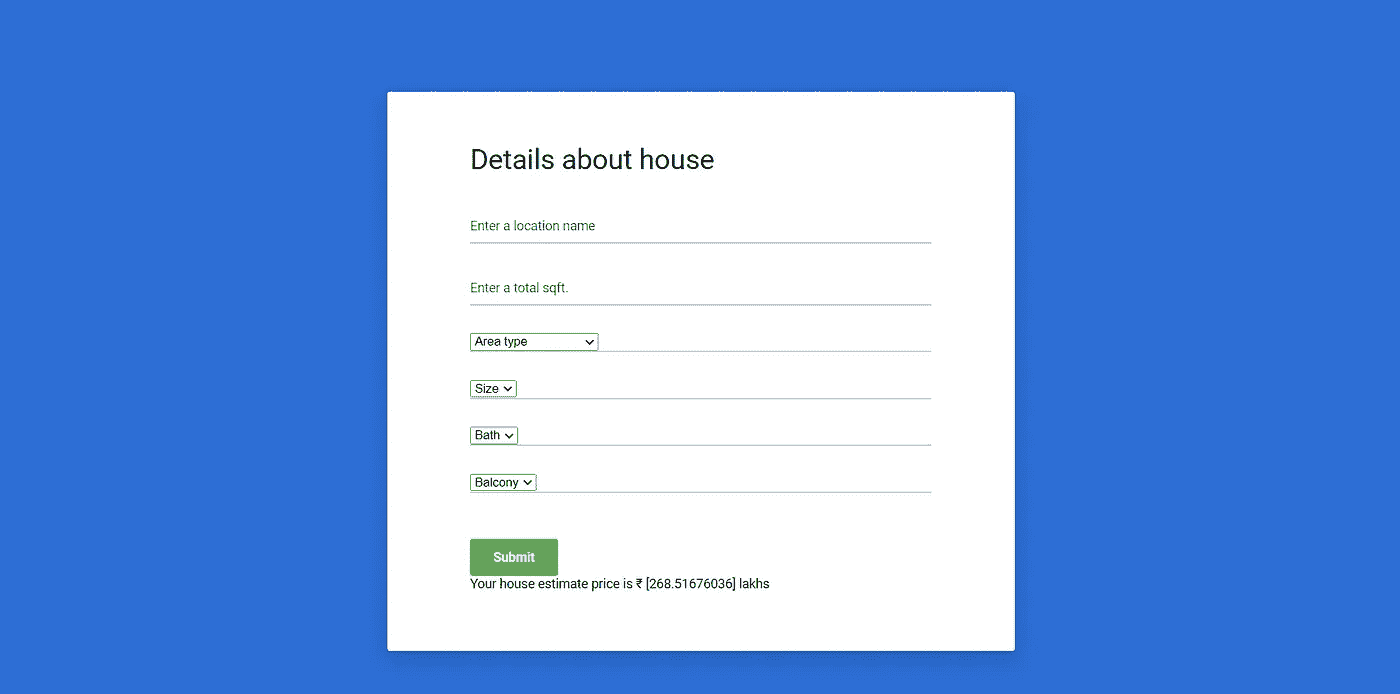 Details about house
Enter a location name
Enter a total sqft.
Area type
Size
Bath
Balcony
Submit
Your house estimate price is ₹ [268.51676036] lakhs